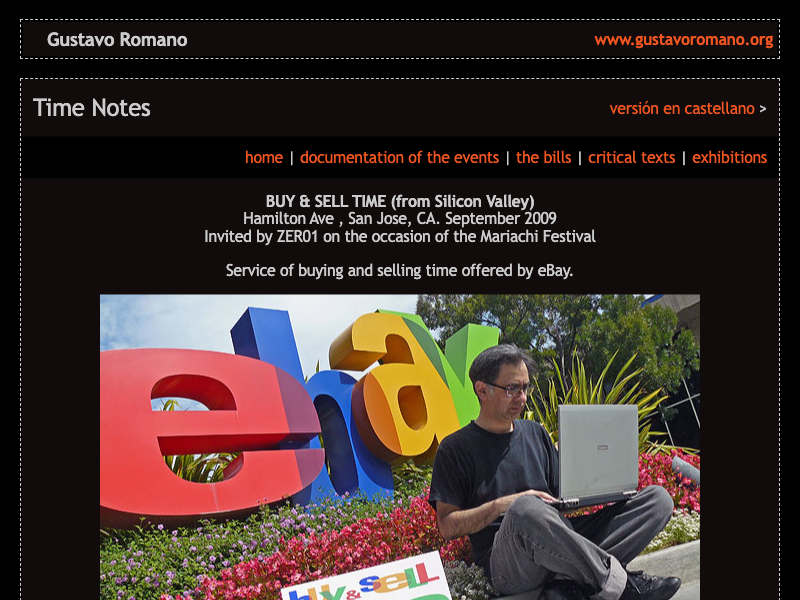 Gustavo Romano
www.gustavoromano.org
Time Notes
versión en castellano >
home | documentation of the events | the bills | critical texts | exhibitions
BUY & SELL TIME (from Silicon Valley)
Hamilton Ave , San Jose, CA. September 2009
Invited by ZER01 on the occasion of the Mariachi Festival
Service of buying and selling time offered by eBay.
ebay
buy & sell